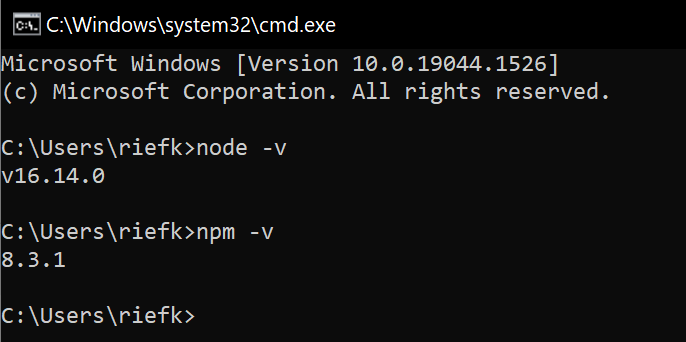 C:\Windows\system32\cmd.exe
Microsoft Windows [Version 10.0.19044.1526]
(c) Microsoft Corporation. All rights reserved.
C:\Users\riefk>node -v
v16.14.0
C:\Users\riefk>npm -v
8.3.1
C:\Users\riefk>